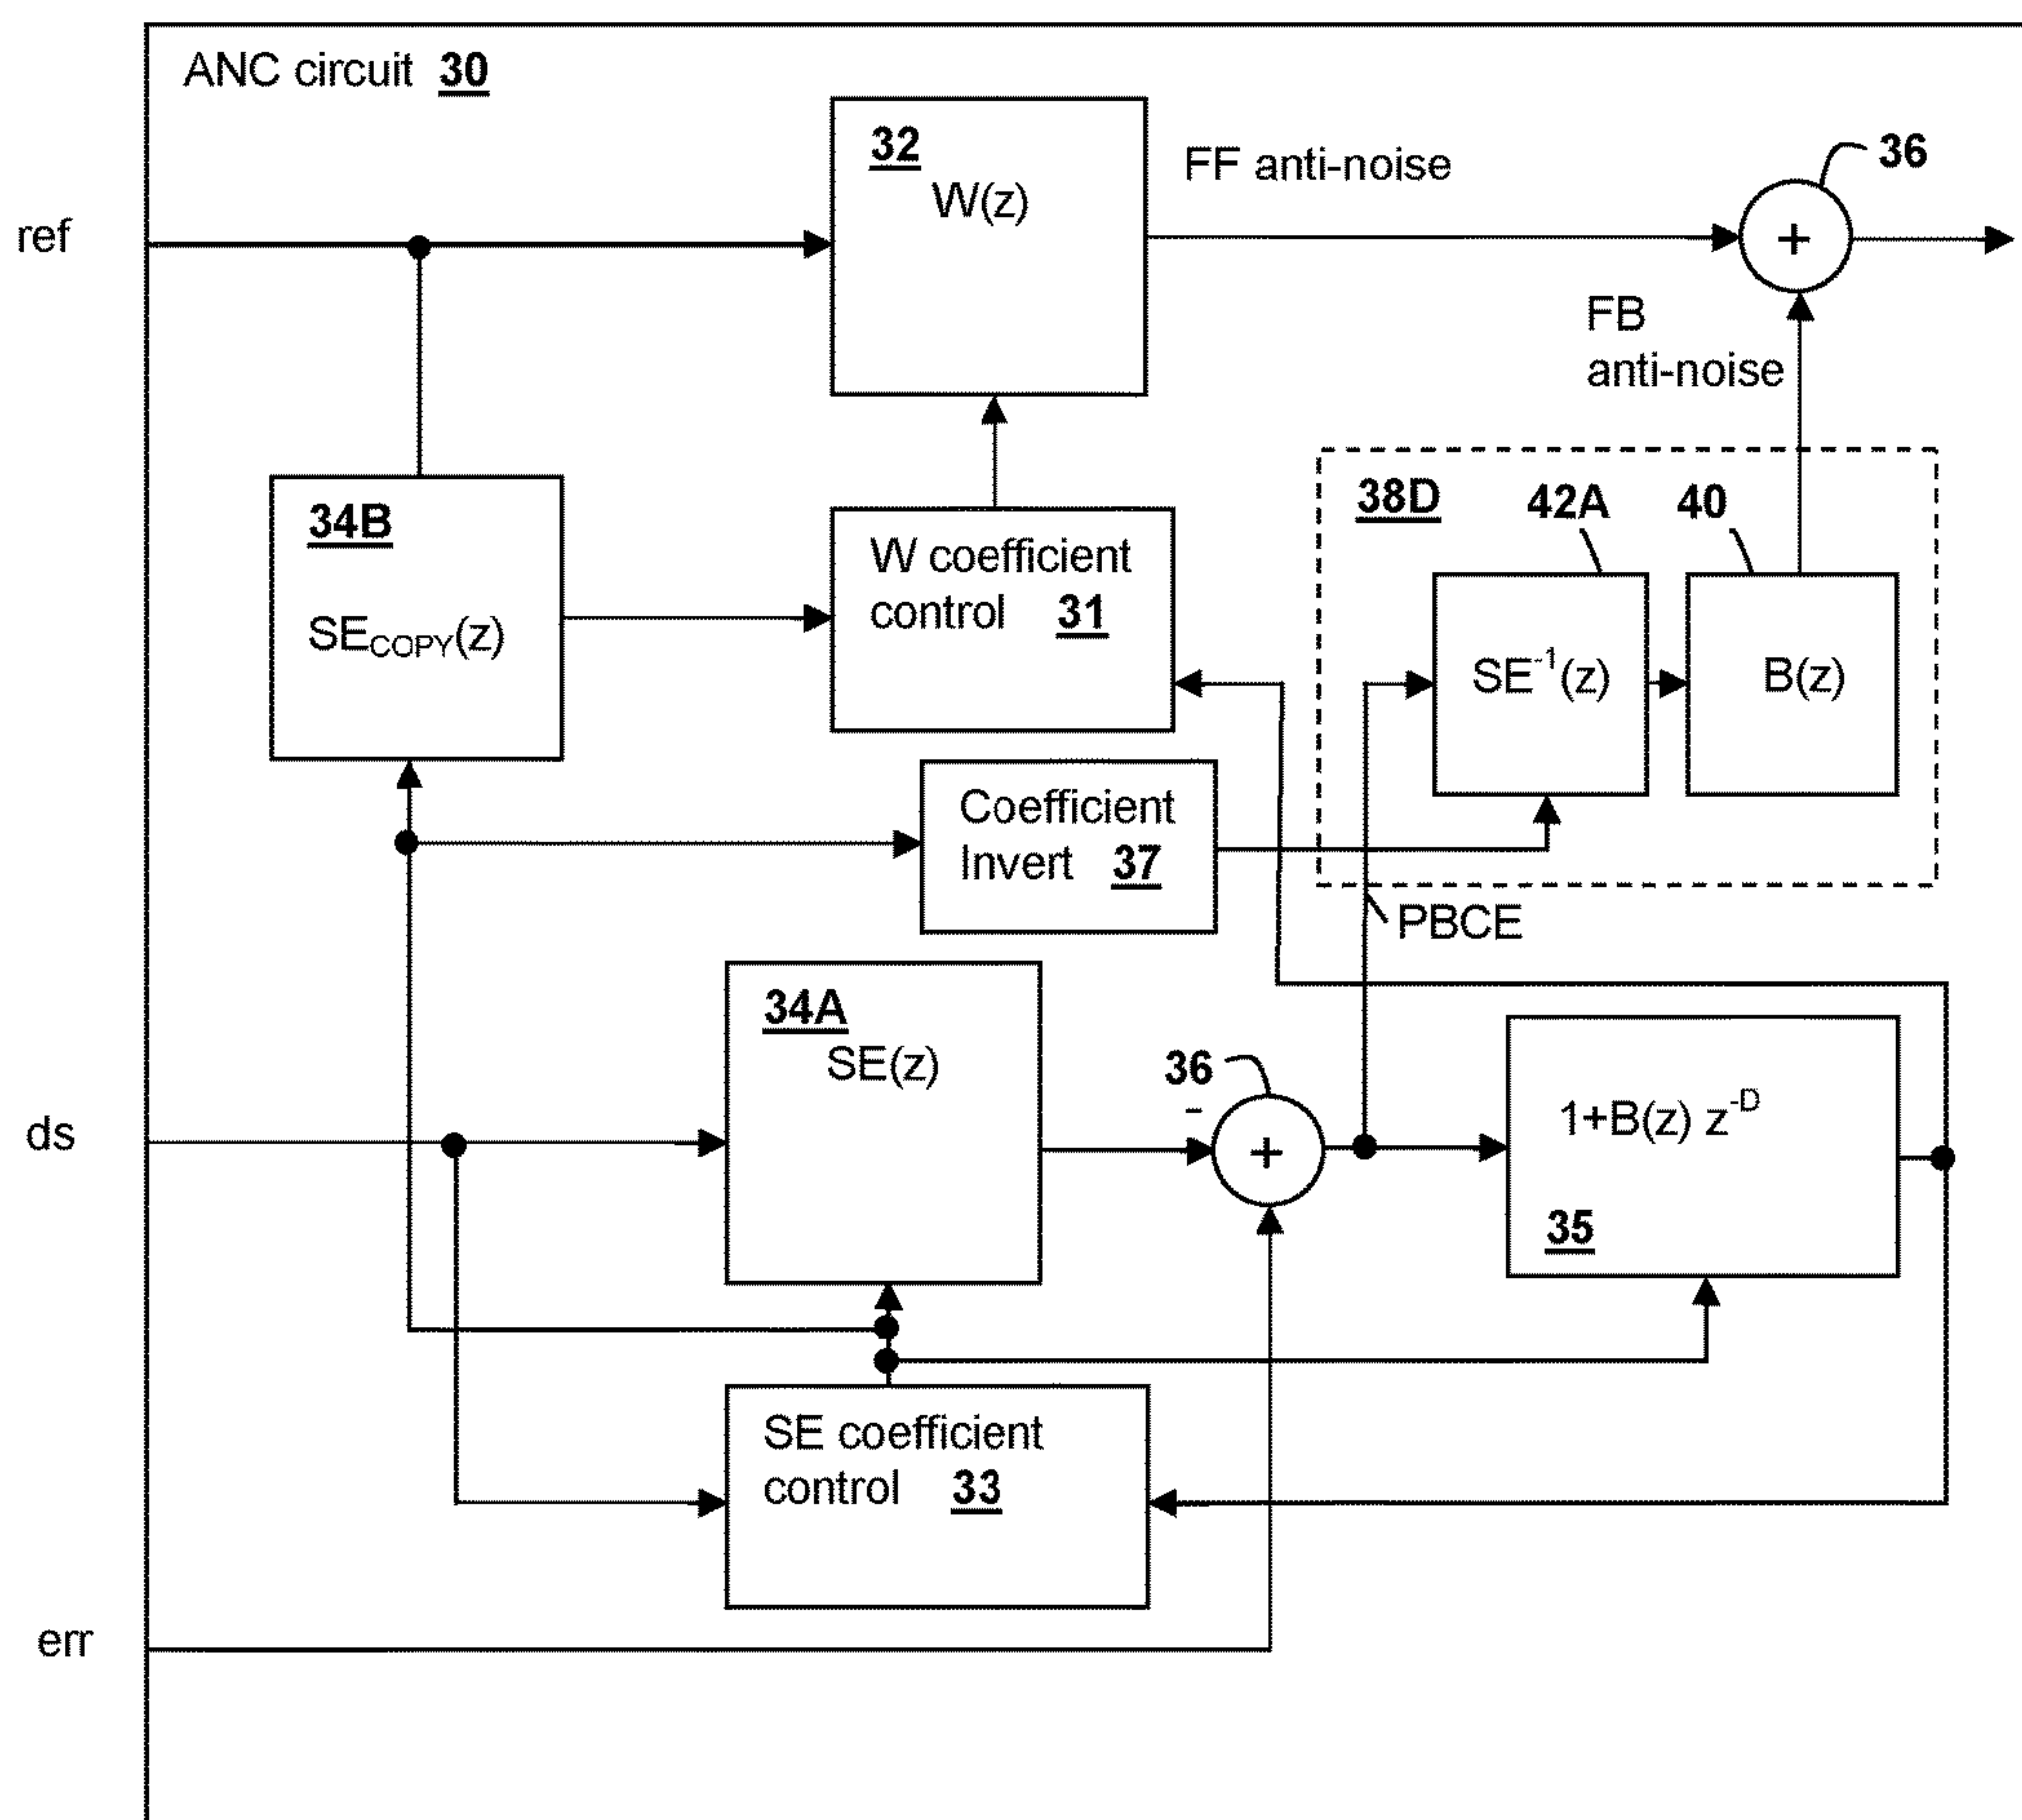 ANC circuit 30
32
W(z)
FF anti-noise
36
ref
+
FB
anti-noise
34B
SE_COPY(z)
W coefficient
control 31
38D
42A
40
SE^-1(z)
B(z)
Coefficient
Invert 37
PBCE
34A
SE(z)
36
-
+
1+B(z) z^-D
35
ds
SE coefficient
control 33
err